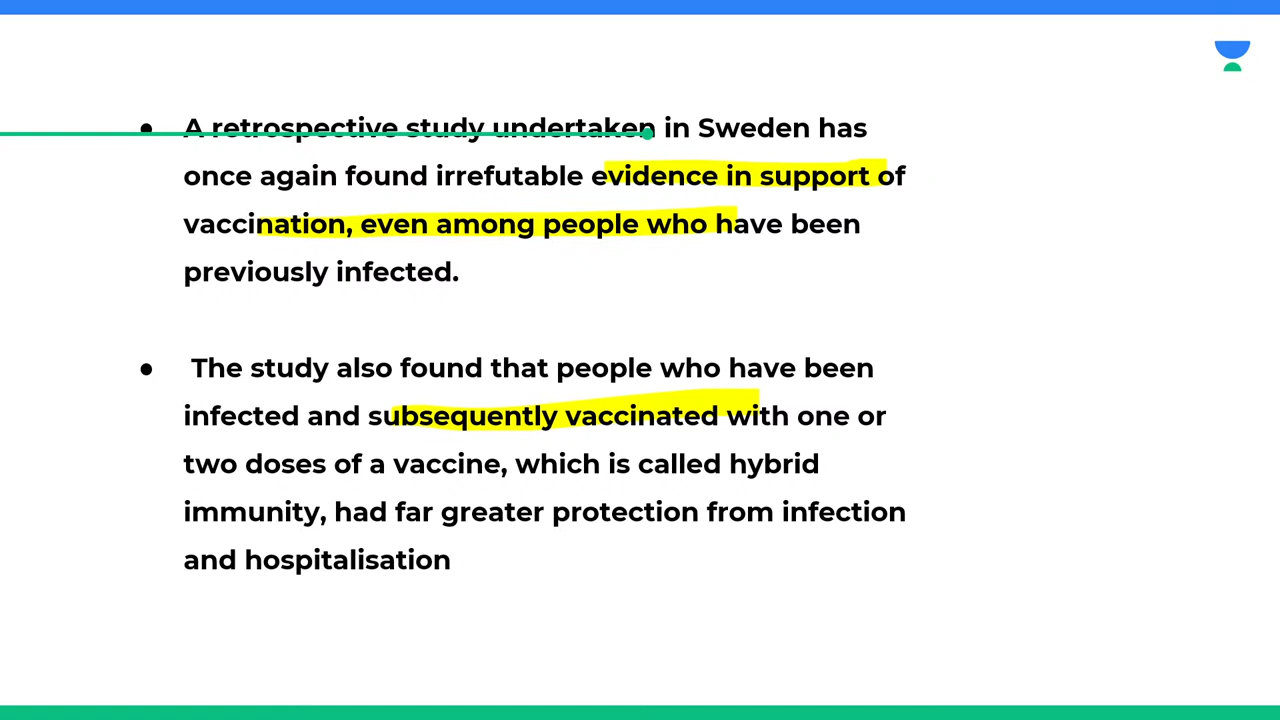 • A retrospective study undertaken in Sweden has
once again found irrefutable evidence in support of
vaccination, even among people who have been
previously infected.
• The study also found that people who have been
infected and subsequently vaccinated with one or
two doses of a vaccine, which is called hybrid
immunity, had far greater protection from infection
and hospitalisation